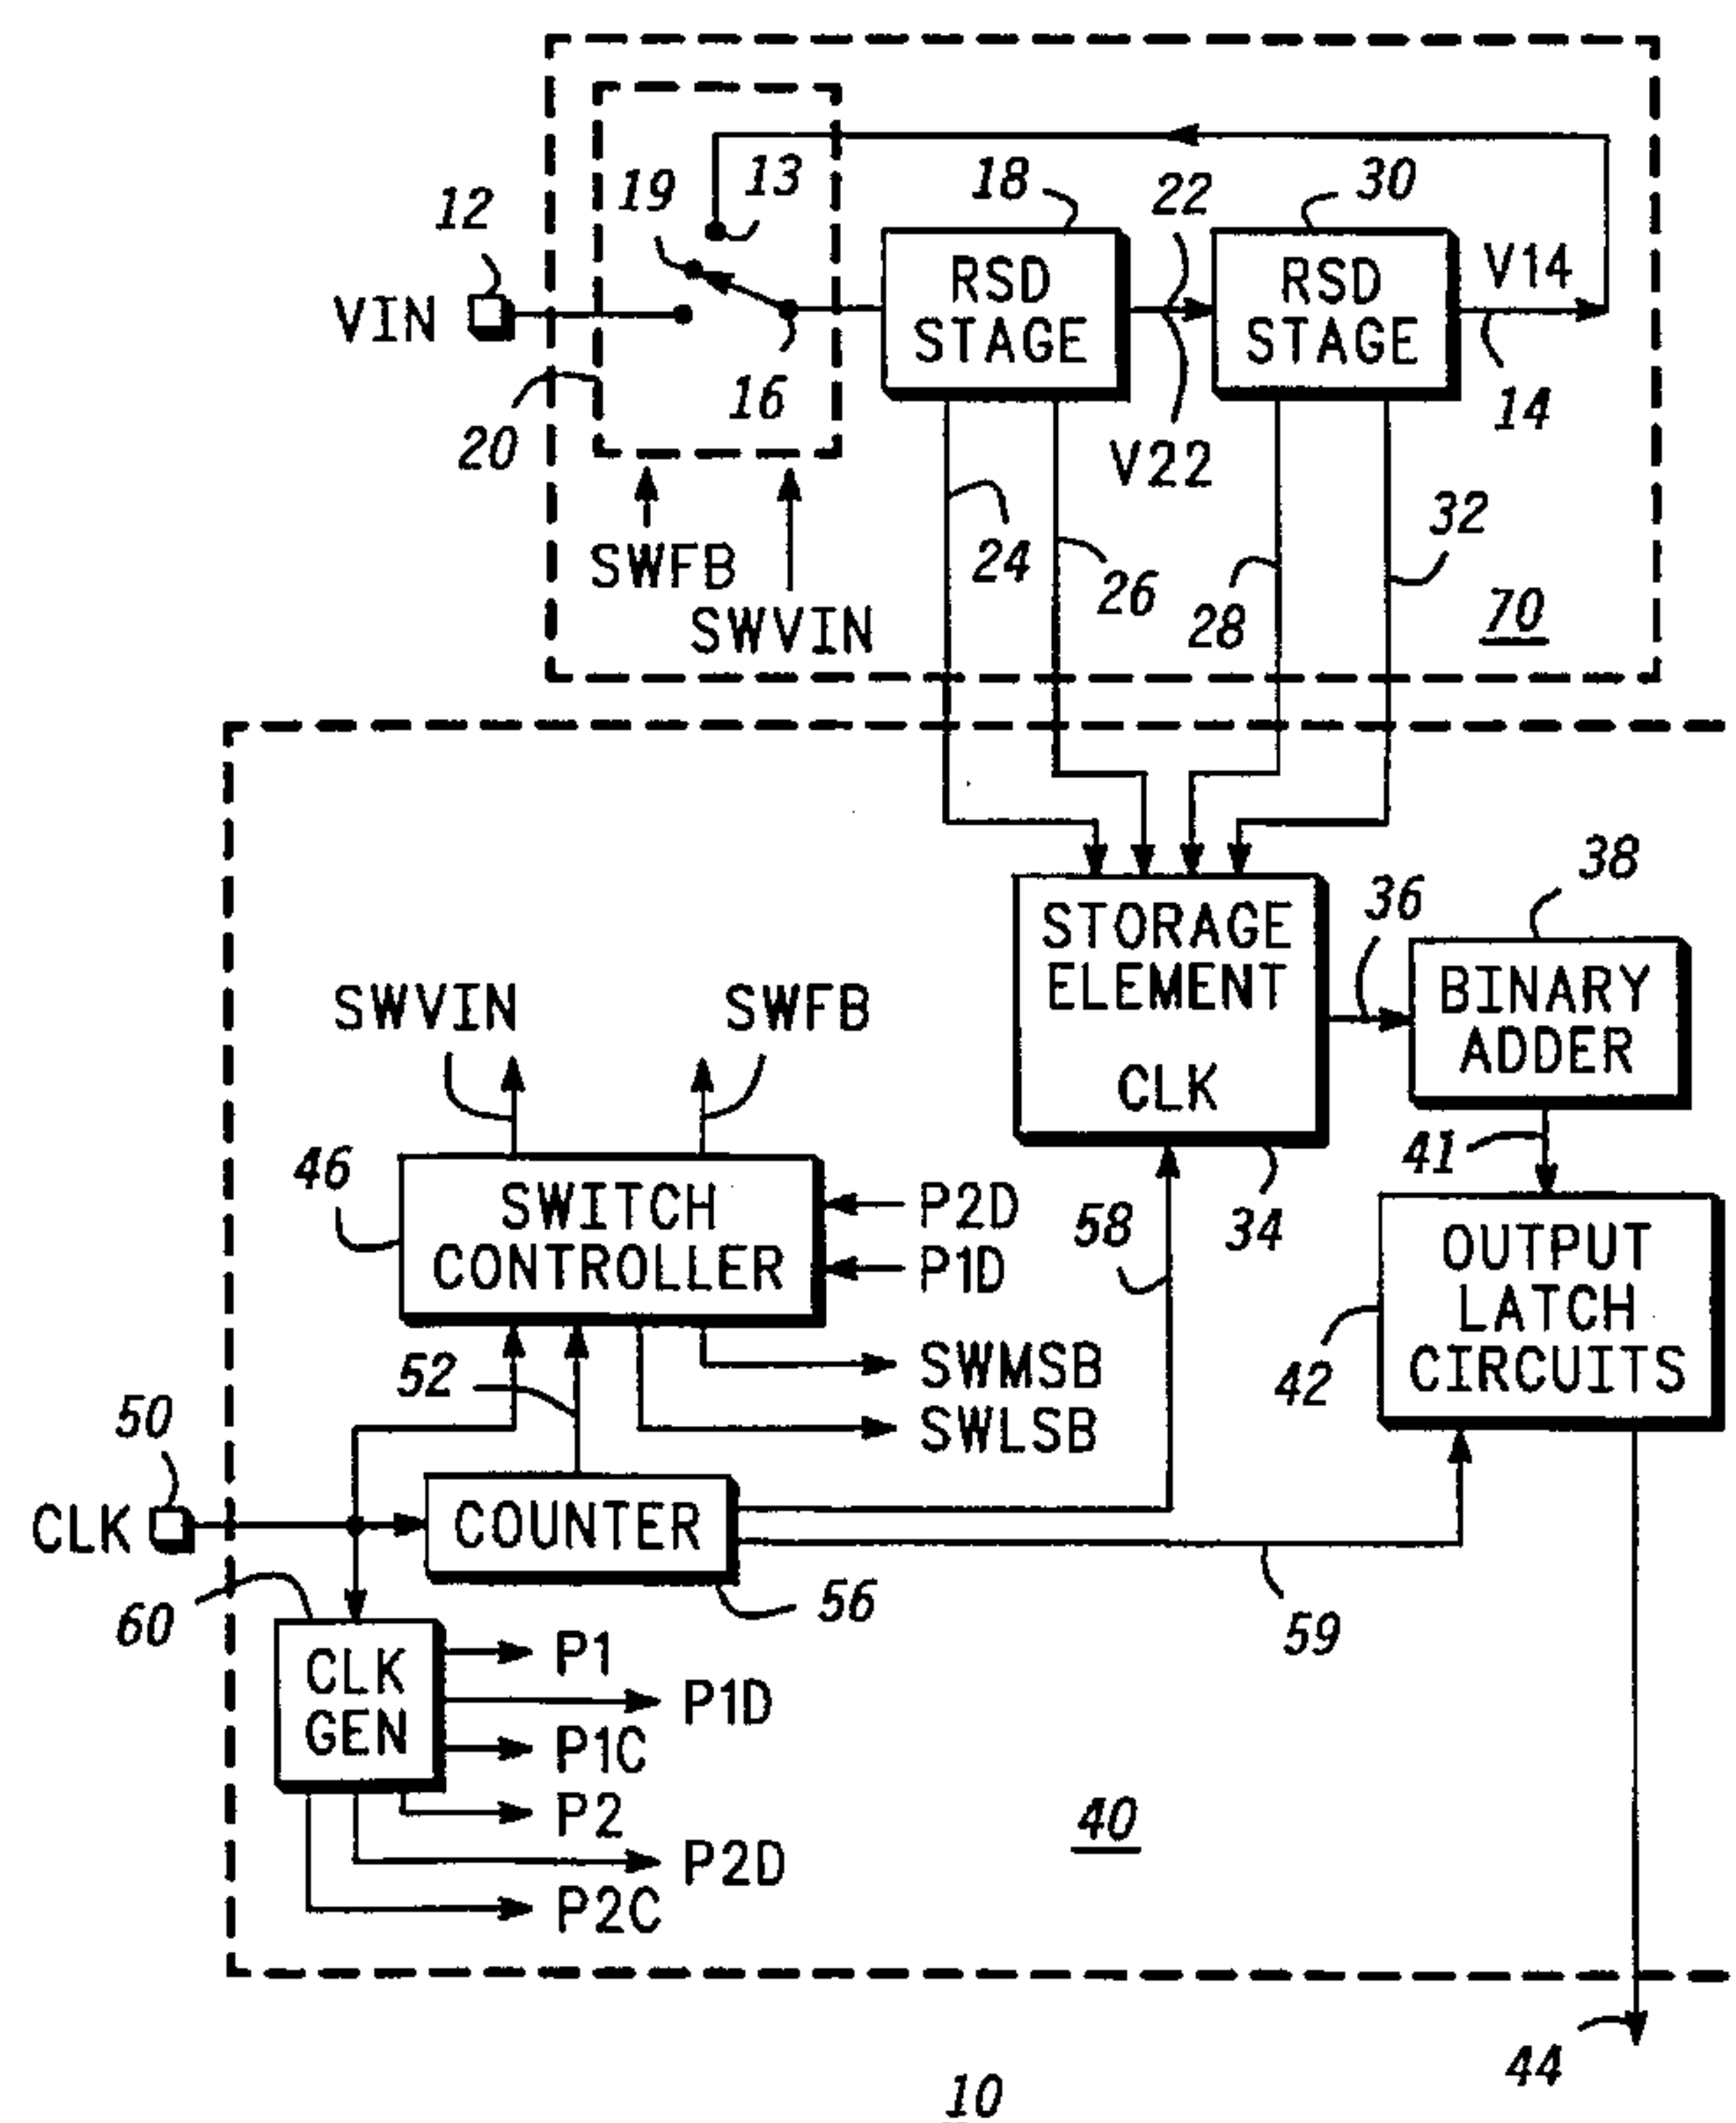 12
19
13
18
22
30
VIN
RSD
STAGE
RSD
STAGE
V14
20
16
V22
14
SWFB
SWVIN
24
26
28
32
70
38
36
STORAGE
ELEMENT
CLK
BINARY
ADDER
SWVIN
SWFB
41
46
SWITCH
CONTROLLER
P2D
P1D
58
34
OUTPUT
LATCH
CIRCUITS
52
SWMSB
SWLSB
42
50
CLK
COUNTER
56
59
60
CLK
GEN
P1
P1D
P1C
P2
P2D
P2C
40
44
10